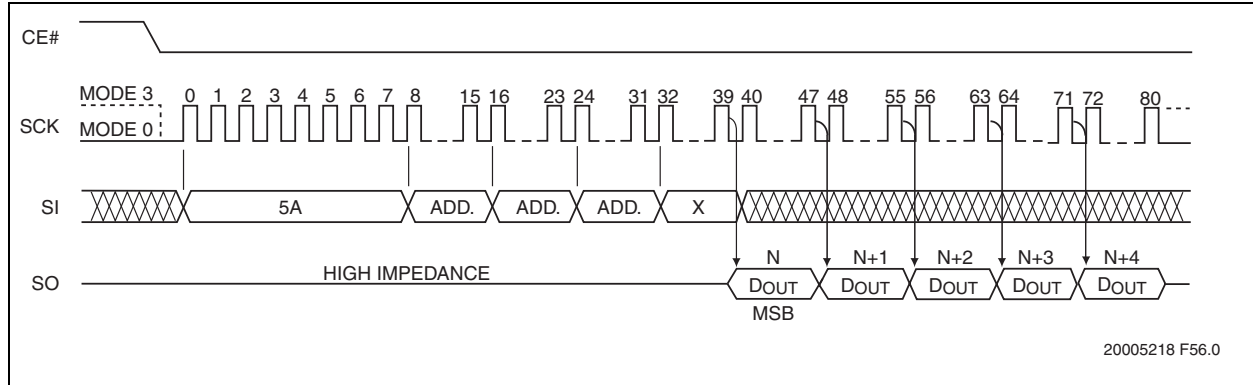 CE#
MODE 3
0 1 2 3 4 5 6 7 8 15 16 23 24 31 32 39 40 47 48 55 56 63 64 71 72 80
SCK
MODE 0
SI
5A ADD. ADD. ADD. X
N N+1 N+2 N+3 N+4
HIGH IMPEDANCE
SO
DOUT DOUT DOUT DOUT DOUT
MSB
20005218 F56.0